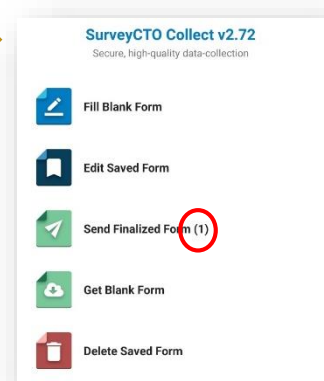 SurveyCTO Collect v2.72
Secure, high-quality data-collection
Fill Blank Form
Edit Saved Form
Send Finalized Form (1)
Get Blank Form
Delete Saved Form